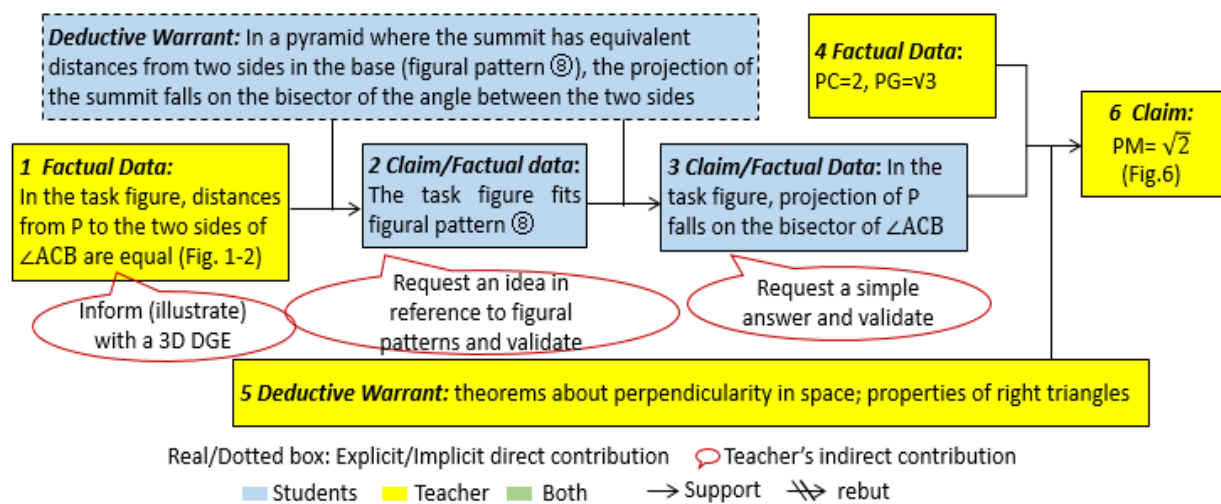 Deductive Warrant: In a pyramid where the summit has equivalent
distances from two sides in the base (figural pattern ⑧), the projection of
the summit falls on the bisector of the angle between the two sides
4 Factual Data:
PC=2, PG=√3
6 Claim:
PM= √2
(Fig.6)
1 Factual Data:
In the task figure, distances
from P to the two sides of
∠ACB are equal (Fig. 1-2)
2 Claim/Factual data:
The task figure fits
figural pattern ⑧
3 Claim/Factual Data: In the
task figure, projection of P
falls on the bisector of ∠ACB
Inform (illustrate)
with a 3D DGE
Request an idea in
reference to figural
patterns and validate
Request a simple
answer and validate
5 Deductive Warrant: theorems about perpendicularity in space; properties of right triangles
Real/Dotted box: Explicit/Implicit direct contribution Teacher's indirect contribution
Students Teacher Both Support rebut